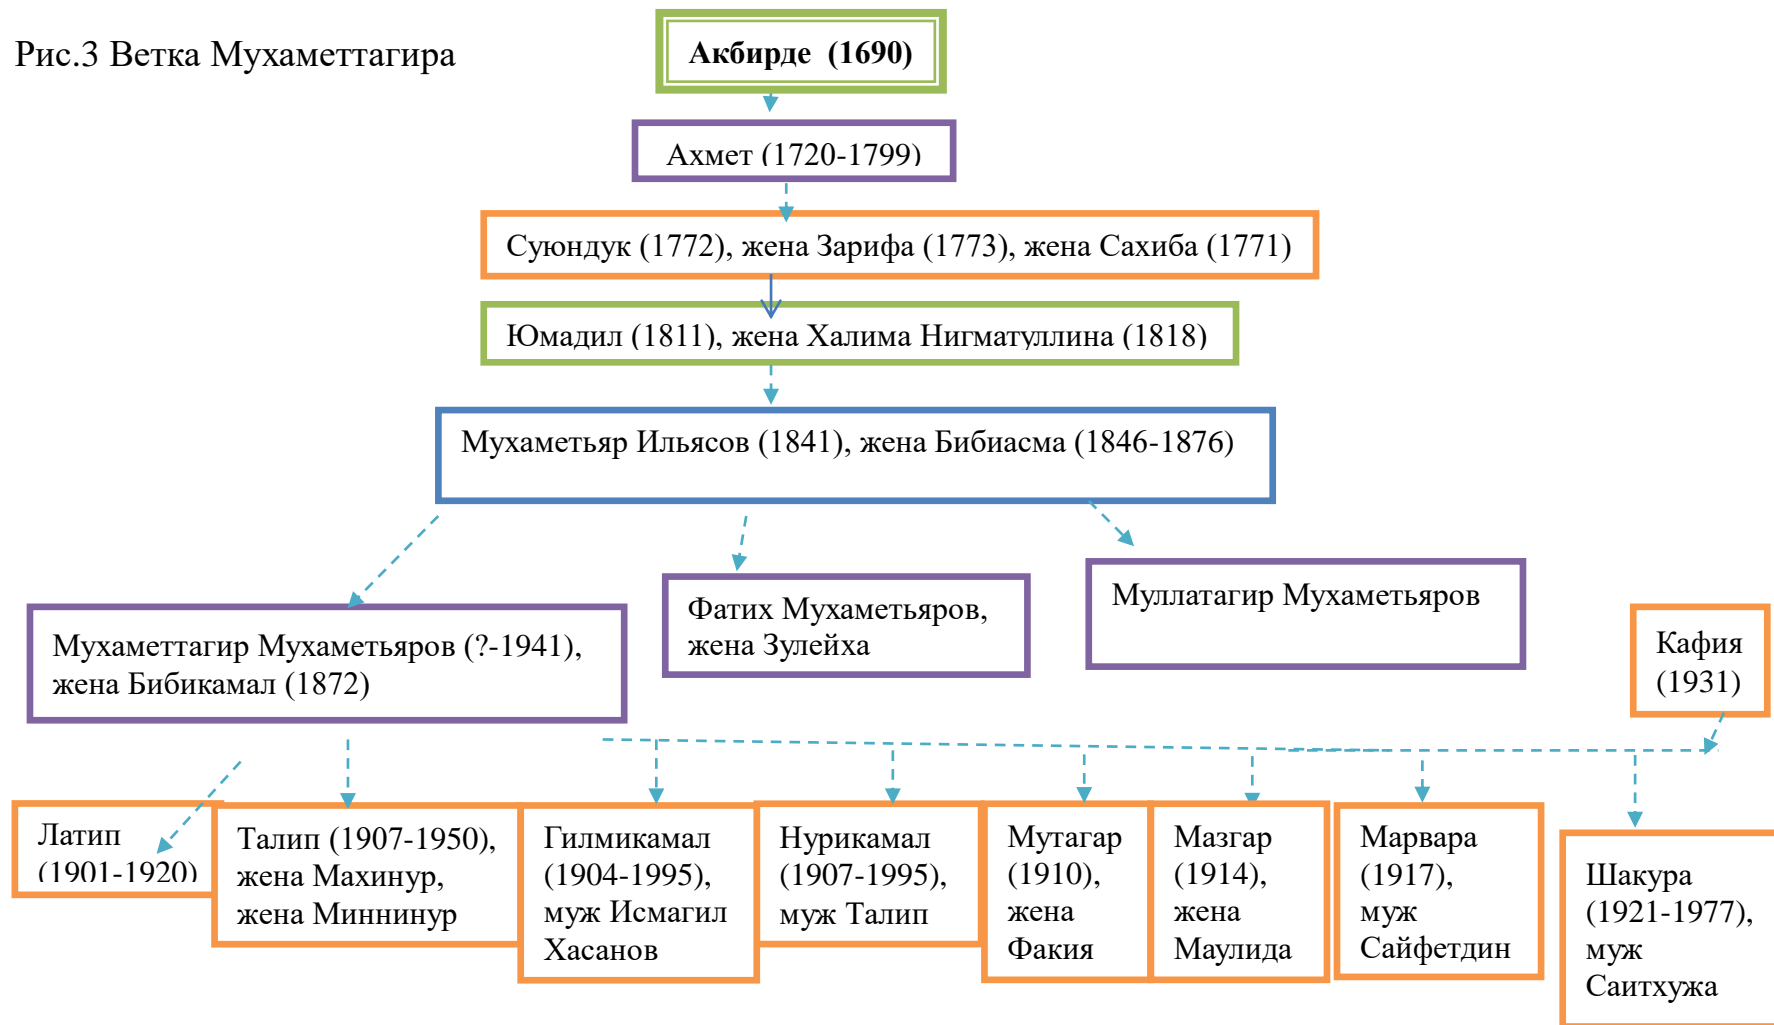 Рис.3 Ветка Мухаметтагира
Акбирде (1690)
Ахмет (1720-1799)
Суюндук (1772), жена Зарифа (1773), жена Сахиба (1771)
Юмадил (1811), жена Халима Нигматуллина (1818)
Мухаметьяр Ильясов (1841), жена Бибиасма (1846-1876)
Мухаметтагир Мухаметьяров (?-1941),
жена Бибикамал (1872)
Фатих Мухаметьяров,
жена Зулейха
Муллатагир Мухаметьяров
Кафия
(1931)
Латип
(1901-1920)
Талип (1907-1950),
жена Махинур,
жена Миннинур
Гилмикамал
(1904-1995),
муж Исмагил
Хасанов
Нурикамал
(1907-1995),
муж Талип
Мутагар
(1910),
жена
Факия
Мазгар
(1914),
жена
Маулида
Марвара
(1917),
муж
Сайфетдин
Шакура
(1921-1977),
муж
Саитхужа